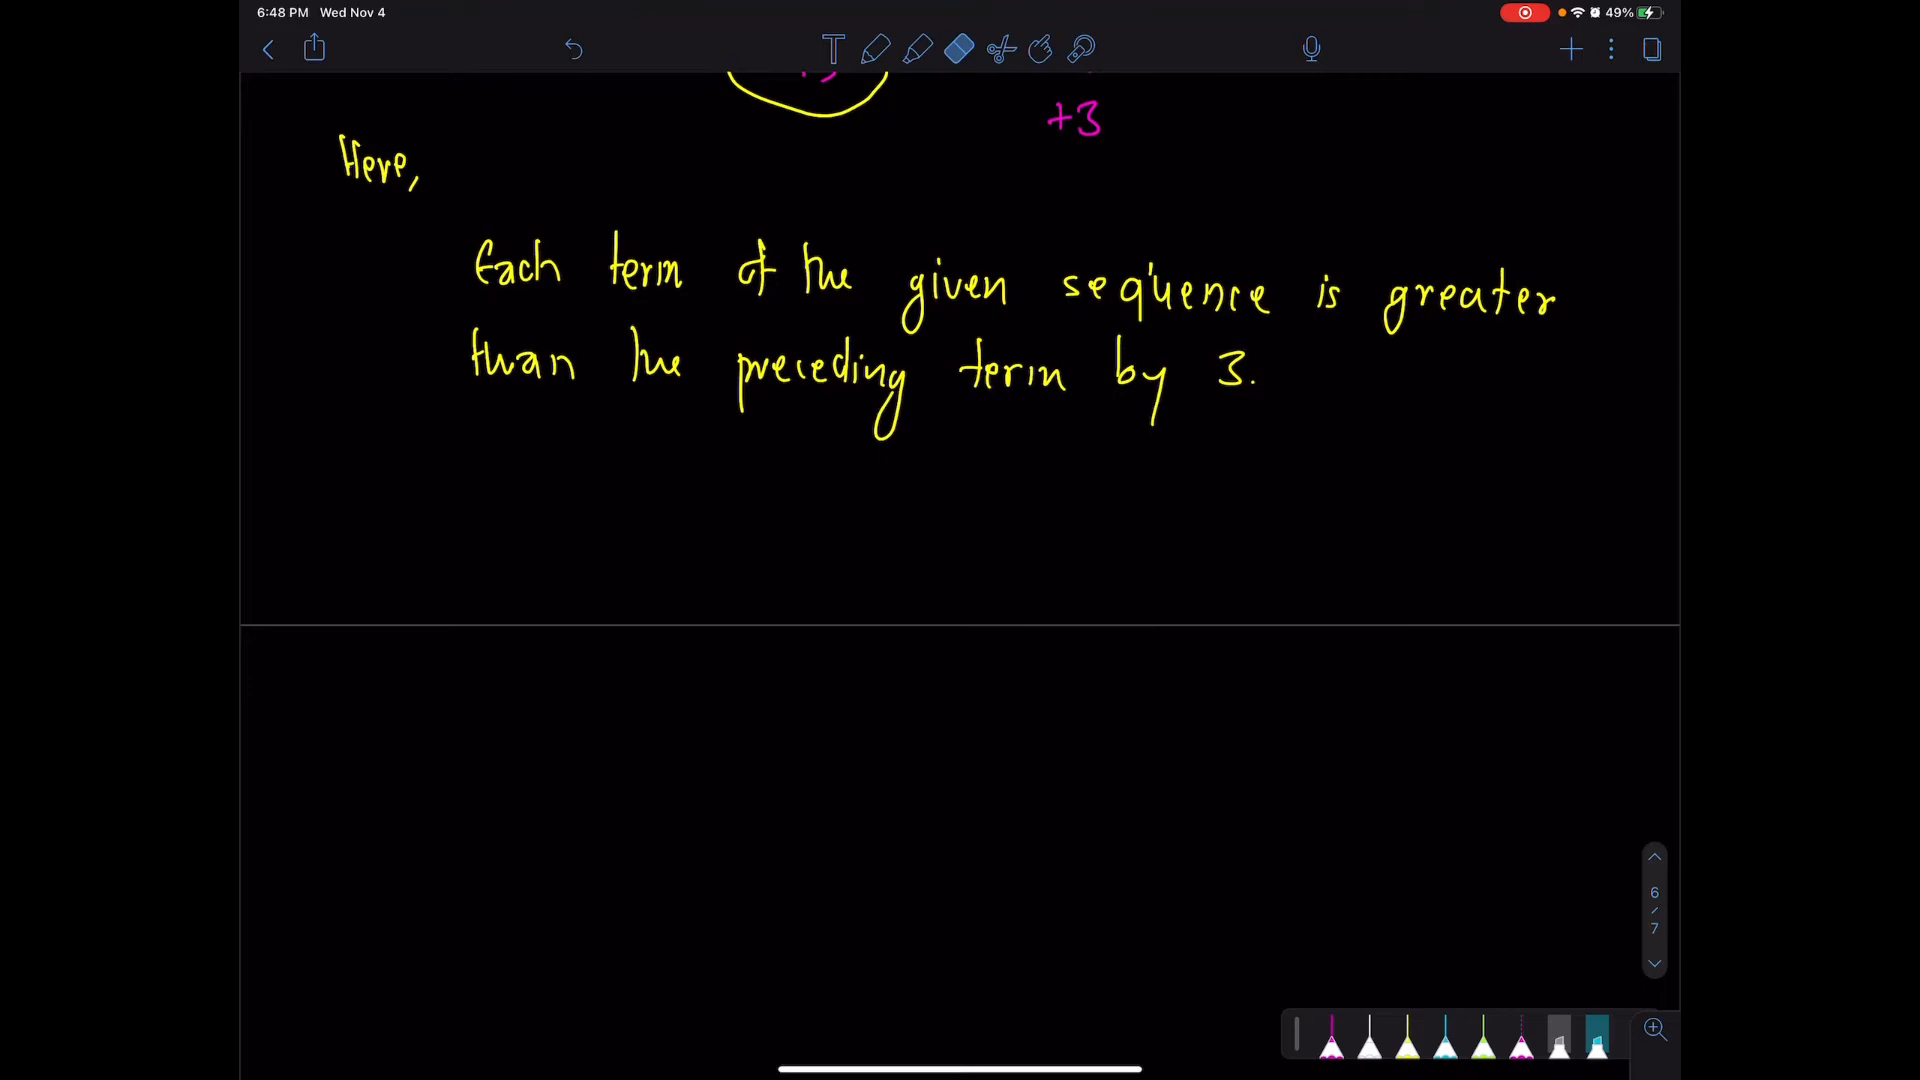 6:48 PM Wed Nov 4
49%
+3
Here,
Each term of the given sequence is greater
than the preceding term by 3.
6
/
7